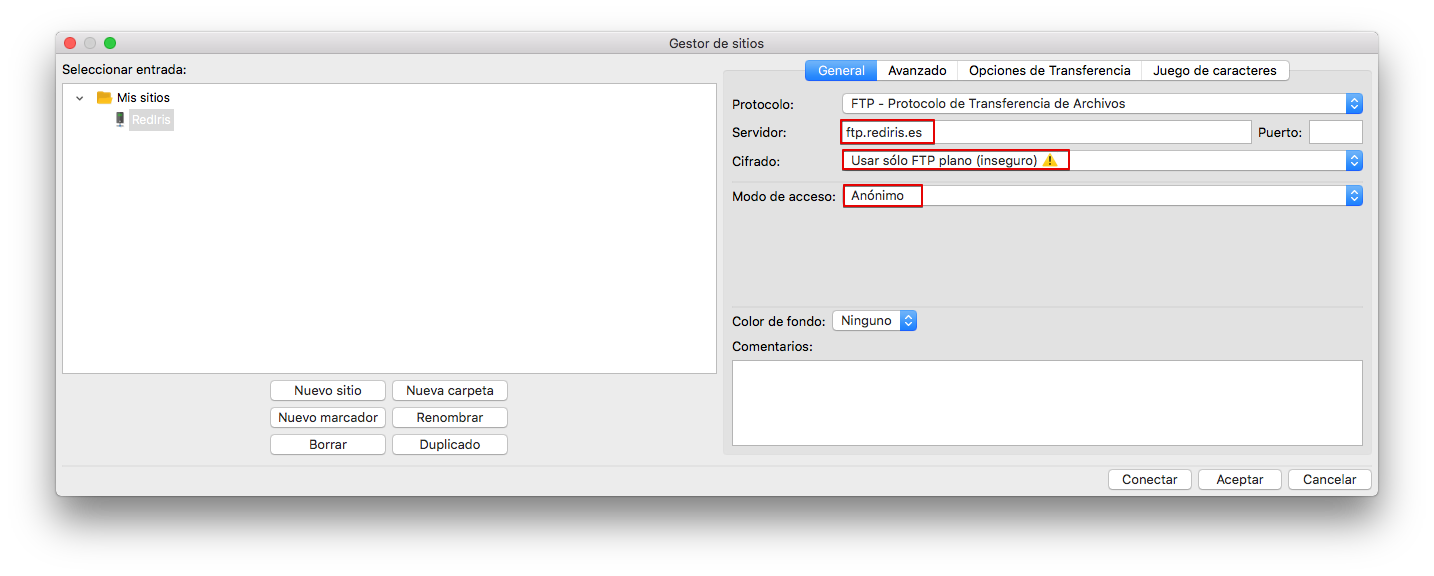 Gestor de sitios
Seleccionar entrada:
Mis sitios
RedIris
Nuevo sitio Nueva carpeta
Nuevo marcador Renombrar
Borrar Duplicado
General Avanzado Opciones de Transferencia Juego de caracteres
Protocolo: FTP - Protocolo de Transferencia de Archivos
Servidor: ftp.rediris.es Puerto:
Cifrado: Usar sólo FTP plano (inseguro)
Modo de acceso: Anónimo
Color de fondo: Ninguno
Comentarios:
Conectar Aceptar Cancelar